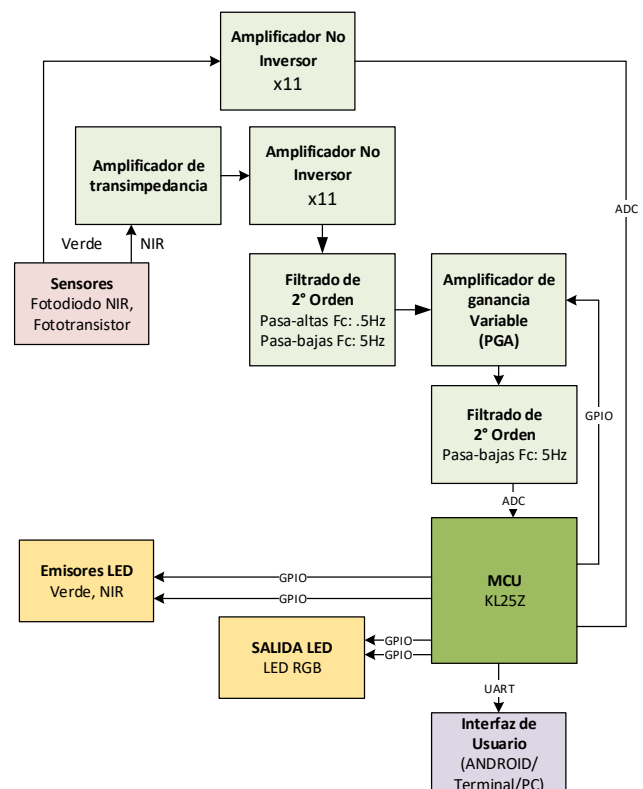 Amplificador No
Inversor
x11
Amplificador de
transimpedancia
Amplificador No
Inversor
x11
ADC
Verde
NIR
Sensores
Fotodiodo NIR,
Fototransistor
Filtrado de
2° Orden
Pasa-altas Fc: .5Hz
Pasa-bajas Fc: 5Hz
Amplificador de
ganancia
Variable
(PGA)
GPIO
Filtrado de
2° Orden
Pasa-bajas Fc: 5Hz
ADC
Emisores LED
Verde, NIR
GPIO
GPIO
MCU
KL25Z
SALIDA LED
LED RGB
GPIO
GPIO
UART
Interfaz de
Usuario
(ANDROID/
Terminal/PC)